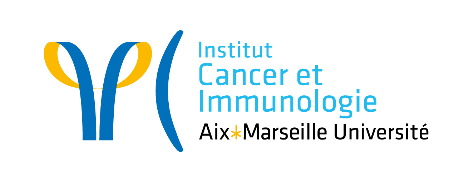 Institut
Cancer et
Immunologie
Aix*Marseille Université